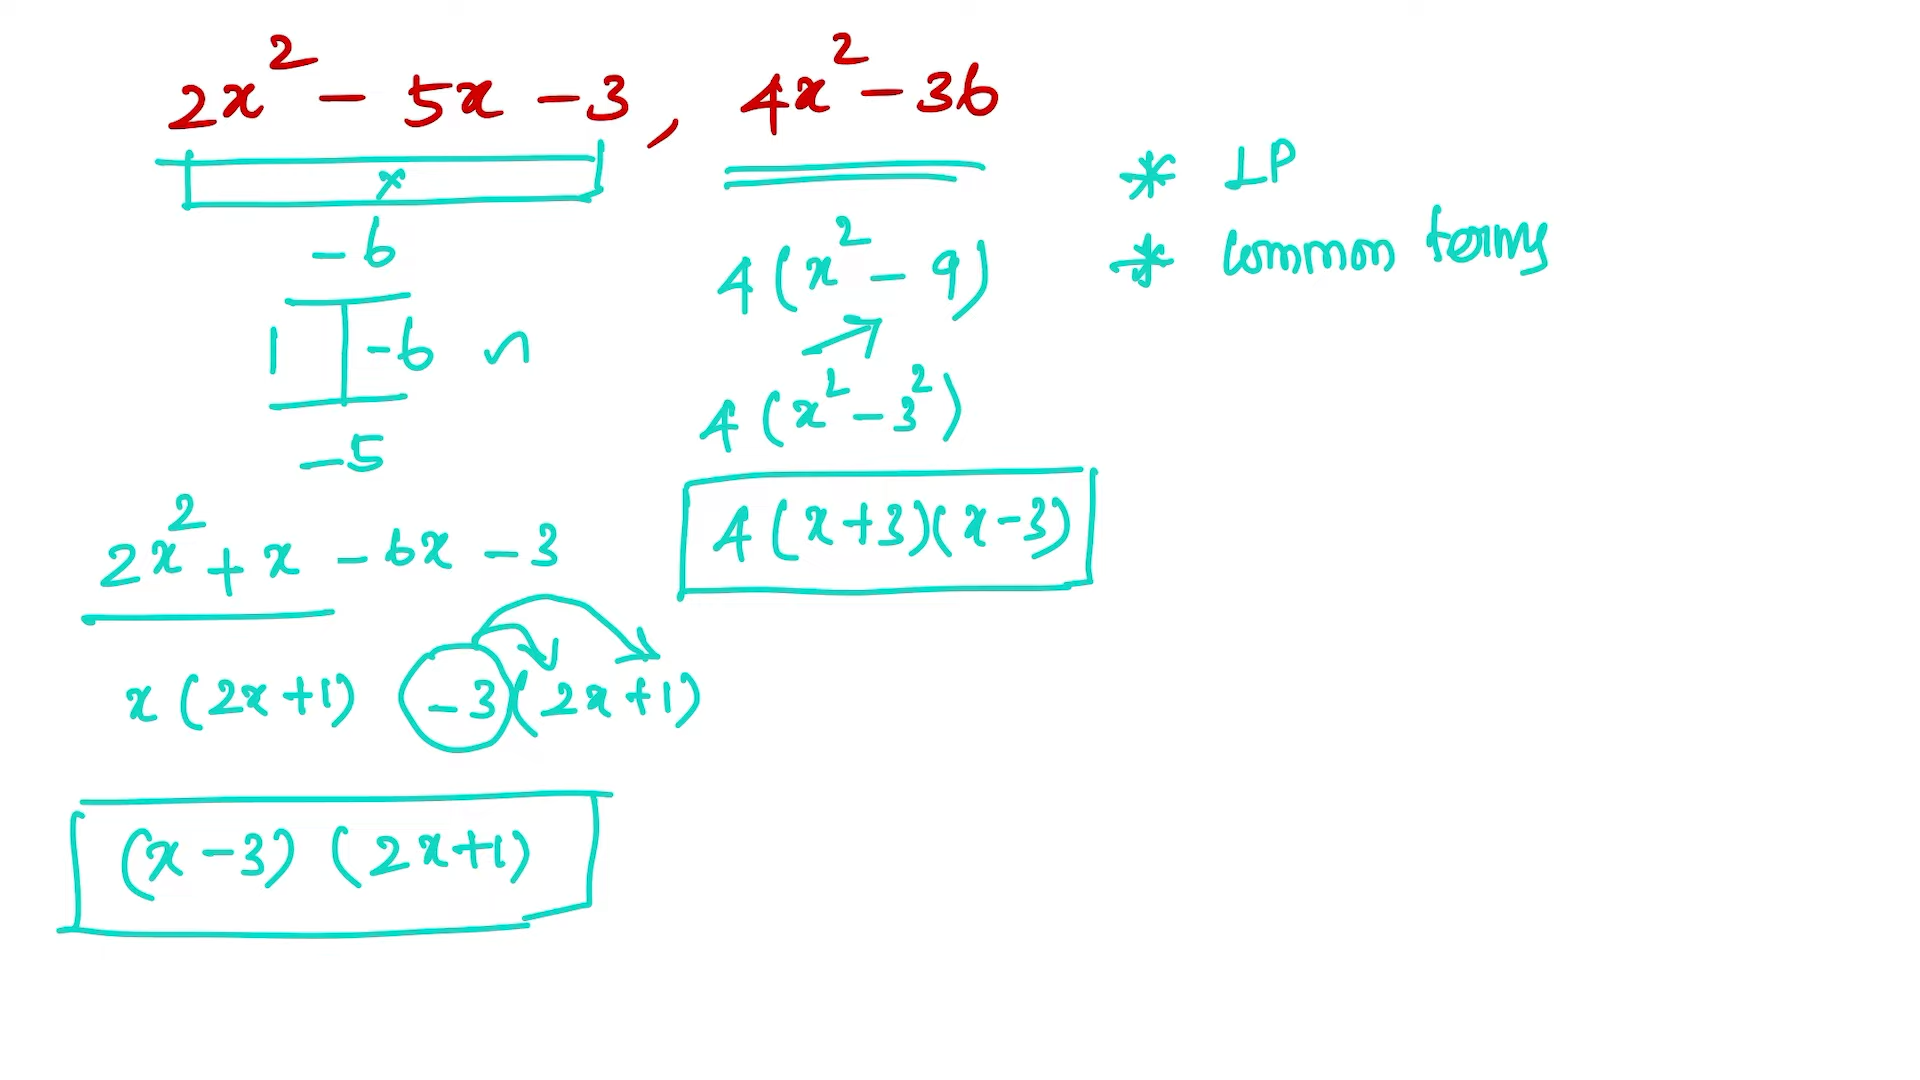 2x² - 5x - 3 , 4x² - 36
x
-6
1 | -6 n
-5
2x² + x - 6x - 3
x(2x+1) -3(2x+1)
(x-3) (2x+1)
4(x² - 9)
4(x² - 3²)
4(x+3)(x-3)
* LP
* Common terms